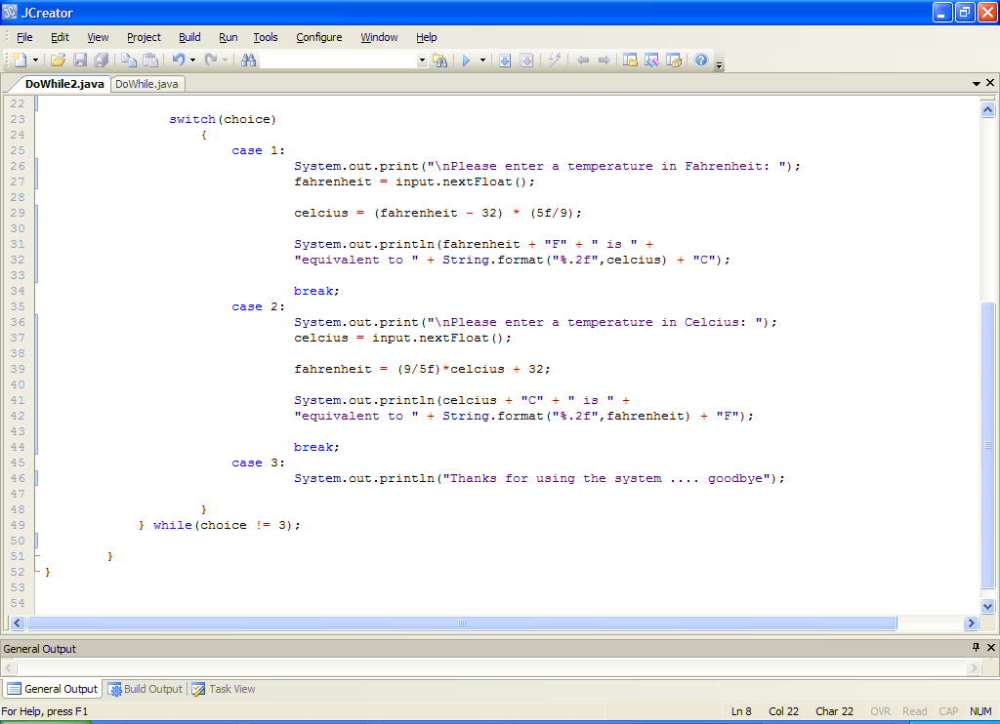 JCreator
File Edit View Project Build Run Tools Configure Window Help
DoWhile2.java DoWhile.java
22
23 switch(choice)
24 {
25 case 1:
26 System.out.print("\nPlease enter a temperature in Fahrenheit: ");
27 fahrenheit = input.nextFloat();
28
29 celcius = (fahrenheit - 32) * (5f/9);
30
31 System.out.println(fahrenheit + "F" + " is " +
32 "equivalent to " + String.format("%.2f",celcius) + "C");
33
34 break;
35 case 2:
36 System.out.print("\nPlease enter a temperature in Celcius: ");
37 celcius = input.nextFloat();
38
39 fahrenheit = (9/5f)*celcius + 32;
40
41 System.out.println(celcius + "C" + " is " +
42 "equivalent to " + String.format("%.2f",fahrenheit) + "F");
43
44 break;
45 case 3:
46 System.out.println("Thanks for using the system .... goodbye");
47
48 }
49 } while(choice != 3);
50
51 }
52 }
53
54
General Output
General Output Build Output Task View
For Help, press F1 Ln 8 Col 22 Char 22 OVR Read CAP NUM